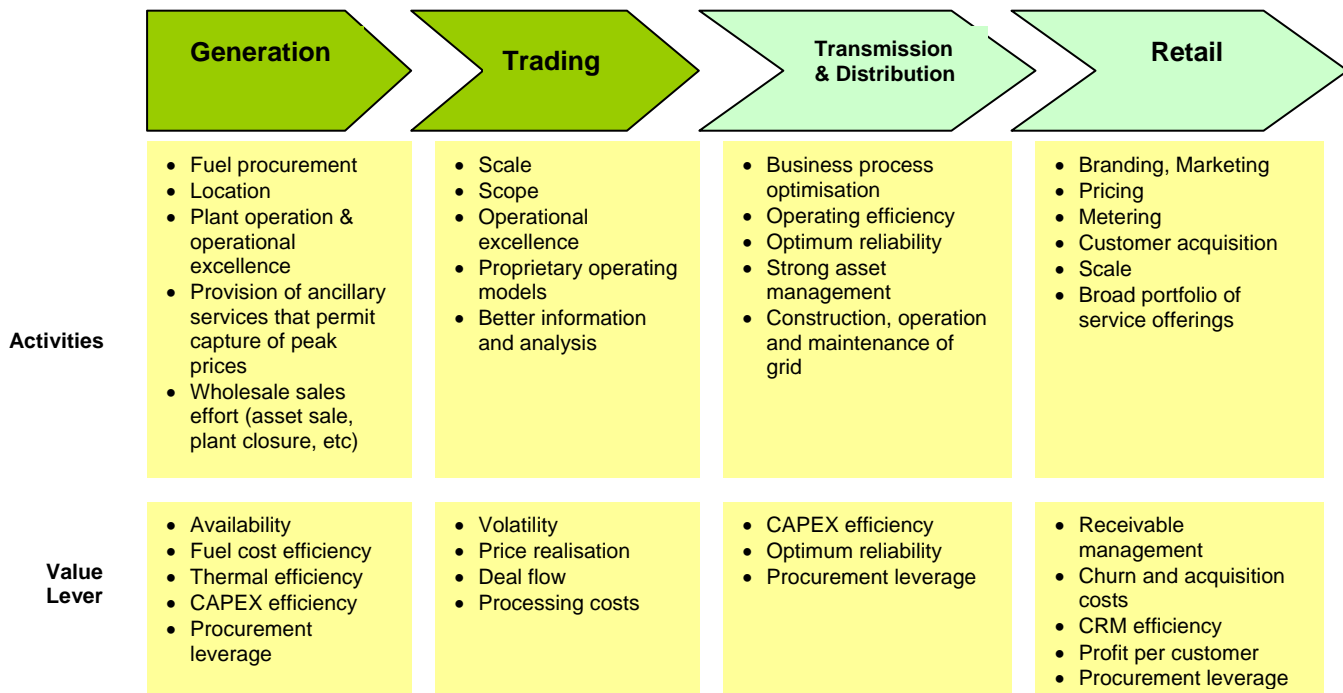 Generation
Trading
Transmission
& Distribution
Retail
Activities
• Fuel procurement
• Location
• Plant operation &
operational
excellence
• Provision of ancillary
services that permit
capture of peak
prices
• Wholesale sales
effort (asset sale,
plant closure, etc)
• Scale
• Scope
• Operational
excellence
• Proprietary operating
models
• Better information
and analysis
• Business process
optimisation
• Operating efficiency
• Optimum reliability
• Strong asset
management
• Construction, operation
and maintenance of
grid
• Branding, Marketing
• Pricing
• Metering
• Customer acquisition
• Scale
• Broad portfolio of
service offerings
Value
Lever
• Availability
• Fuel cost efficiency
• Thermal efficiency
• CAPEX efficiency
• Procurement
leverage
• Volatility
• Price realisation
• Deal flow
• Processing costs
• CAPEX efficiency
• Optimum reliability
• Procurement leverage
• Receivable
management
• Churn and acquisition
costs
• CRM efficiency
• Profit per customer
• Procurement leverage